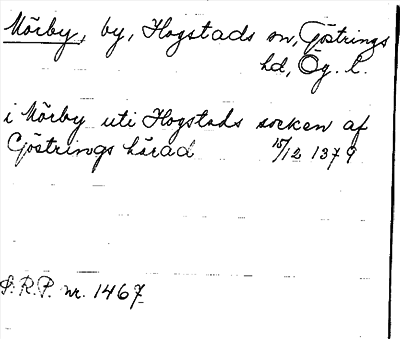 Mörby, by, Hogstads sn, Göstrings
hd, Ög. l.
i Mörby uti Hogstads socken af
Göstrings härad 15/12 1379
S.R.P. nr. 1467